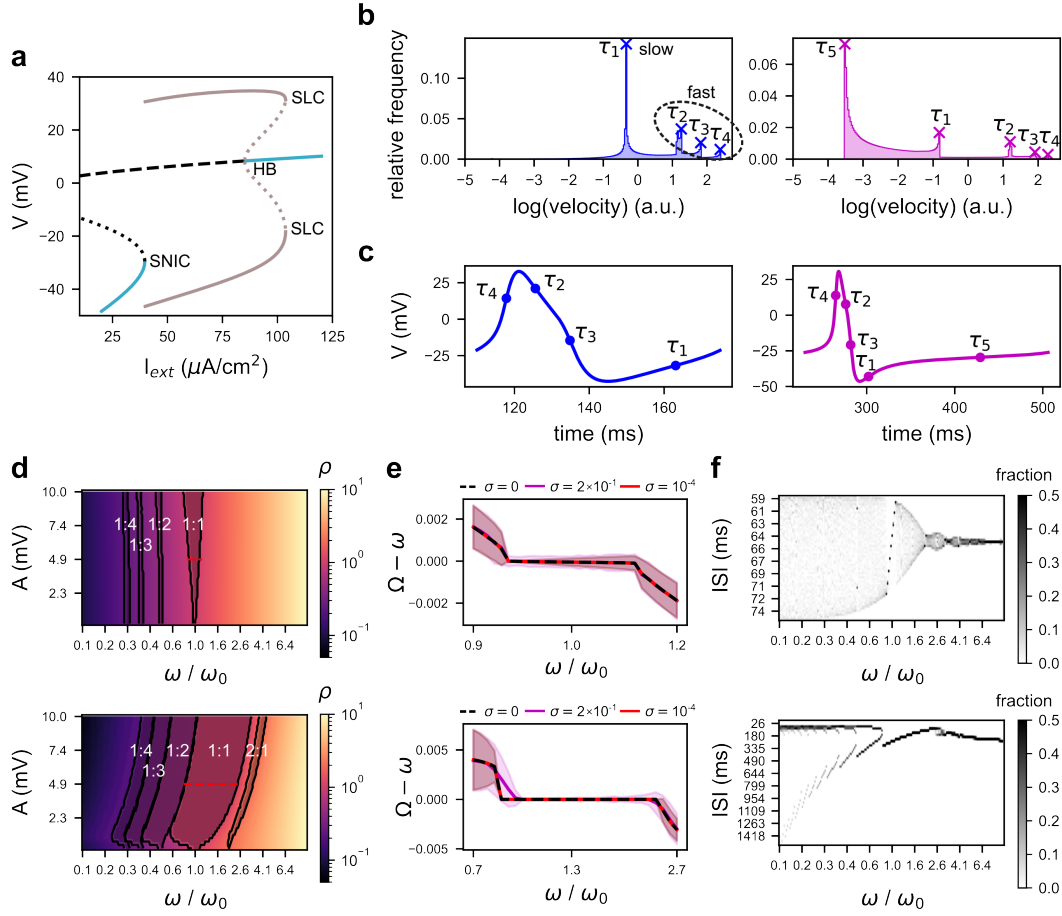 a
40
20
0
−20
−40
V (mV)
SLC
HB
SLC
SNIC
25
50
75
100
125
I_ext (μA/cm²)
b
relative frequency
0.10
0.05
0.00
τ₁
slow
fast
τ₂
τ₃
τ₄
−5 −4 −3 −2 −1 0 1 2
log(velocity) (a.u.)
0.06
0.04
0.02
0.00
τ₅
τ₁
τ₂
τ₃
τ₄
−5 −4 −3 −2 −1 0 1 2
log(velocity) (a.u.)
c
V (mV)
25
0
−25
τ₄
τ₂
τ₃
τ₁
120 140 160
time (ms)
25
0
−25
−50
τ₄
τ₂
τ₃
τ₁
τ₅
300 400 500
time (ms)
d
A (mV)
10.0
7.4
4.9
2.3
1:4
1:3
1:2
1:1
0.1 0.2 0.3 0.4 0.6 1.0 1.6 2.6 4.1 6.4
ω / ω₀
ρ
10¹
10⁰
10⁻¹
A (mV)
10.0
7.4
4.9
2.3
1:4
1:3
1:2
1:1
2:1
0.1 0.2 0.3 0.4 0.6 1.0 1.6 2.6 4.1 6.4
ω / ω₀
ρ
10¹
10⁰
10⁻¹
e
σ = 0 σ = 2×10⁻¹ σ = 10⁻⁴
Ω − ω
0.002
0.000
−0.002
0.9 1.0 1.2
ω / ω₀
σ = 0 σ = 2×10⁻¹ σ = 10⁻⁴
Ω − ω
0.005
0.000
−0.005
0.7 1.3 2.7
ω / ω₀
f
fraction
ISI (ms)
59
61
63
64
66
67
69
71
72
74
0.1 0.2 0.3 0.4 0.6 1.0 1.6 2.6 4.1 6.4
ω / ω₀
0.5
0.4
0.3
0.2
0.1
0.0
fraction
ISI (ms)
26
180
335
490
644
799
954
1109
1263
1418
0.1 0.2 0.3 0.4 0.6 1.0 1.6 2.6 4.1 6.4
ω / ω₀
0.5
0.4
0.3
0.2
0.1
0.0